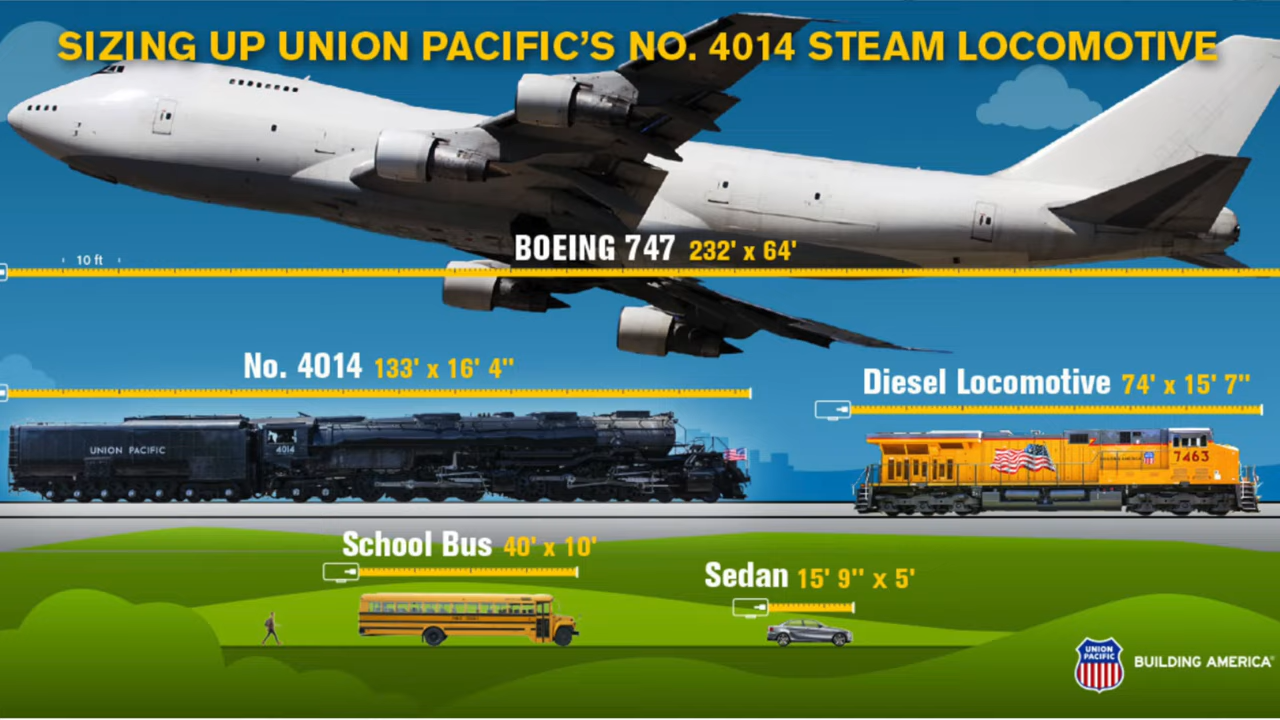 SIZING UP UNION PACIFIC'S NO. 4014 STEAM LOCOMOTIVE
BOEING 747 232' x 64'
10 ft
No. 4014 133' x 16' 4"
Diesel Locomotive 74' x 15' 7"
UNION PACIFIC
4014
7463
School Bus 40' x 10'
Sedan 15' 9" x 5'
UNION
PACIFIC
BUILDING AMERICA®